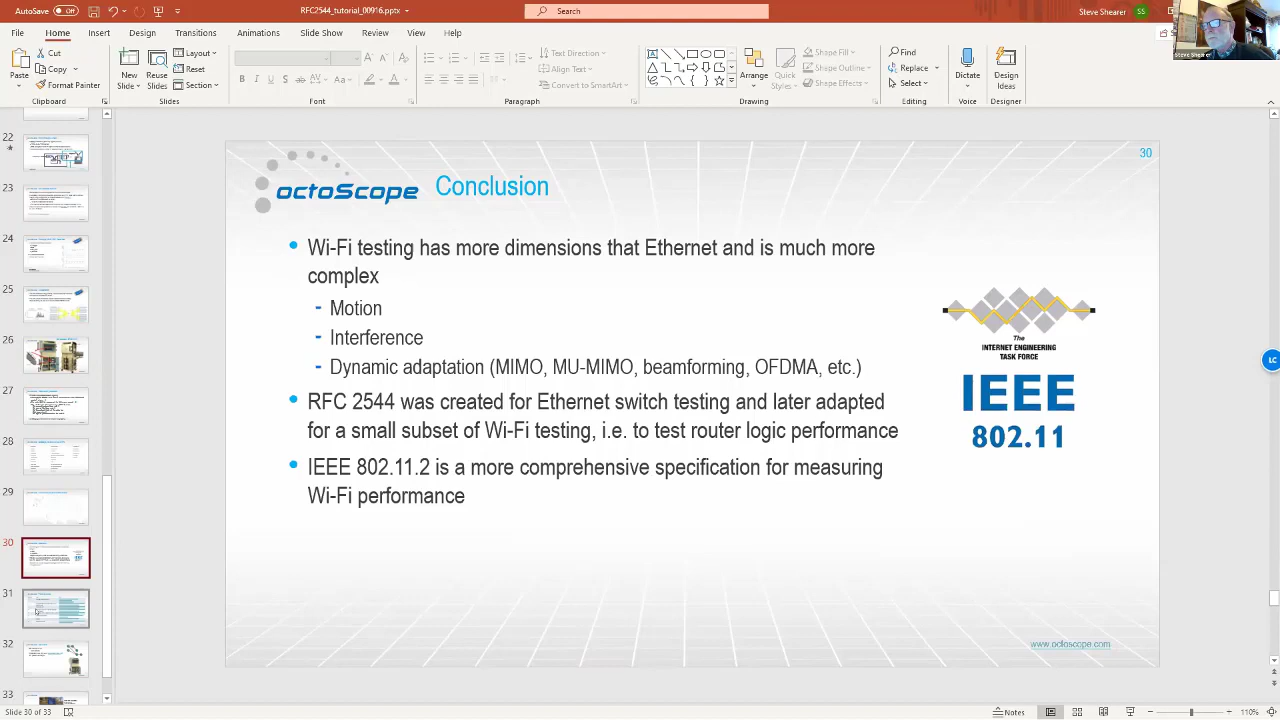 AutoSave Off
RFC2544_tutorial_00916.pptx
Search
Steve Shearer
SS
File
Home
Insert
Design
Transitions
Animations
Slide Show
Review
View
Help
Paste
Cut
Copy
Format Painter
Clipboard
New
Slide
Reuse
Slides
Layout
Reset
Section
Slides
Font
Text Direction
Align Text
Convert to SmartArt
Paragraph
Arrange
Quick
Styles
Shape Fill
Shape Outline
Shape Effects
Drawing
Find
Replace
Select
Editing
Dictate
Voice
Design
Ideas
Designer
22
23
24
25
26
28
29
30
31
32
33
30
octoScope Conclusion
• Wi-Fi testing has more dimensions that Ethernet and is much more
complex
- Motion
- Interference
- Dynamic adaptation (MIMO, MU-MIMO, beamforming, OFDMA, etc.)
• RFC 2544 was created for Ethernet switch testing and later adapted
for a small subset of Wi-Fi testing, i.e. to test router logic performance
• IEEE 802.11.2 is a more comprehensive specification for measuring
Wi-Fi performance
The
INTERNET ENGINEERING
TASK FORCE
IEEE
802.11
www.octoscope.com
LC
Slide 30 of 33
Notes
110%